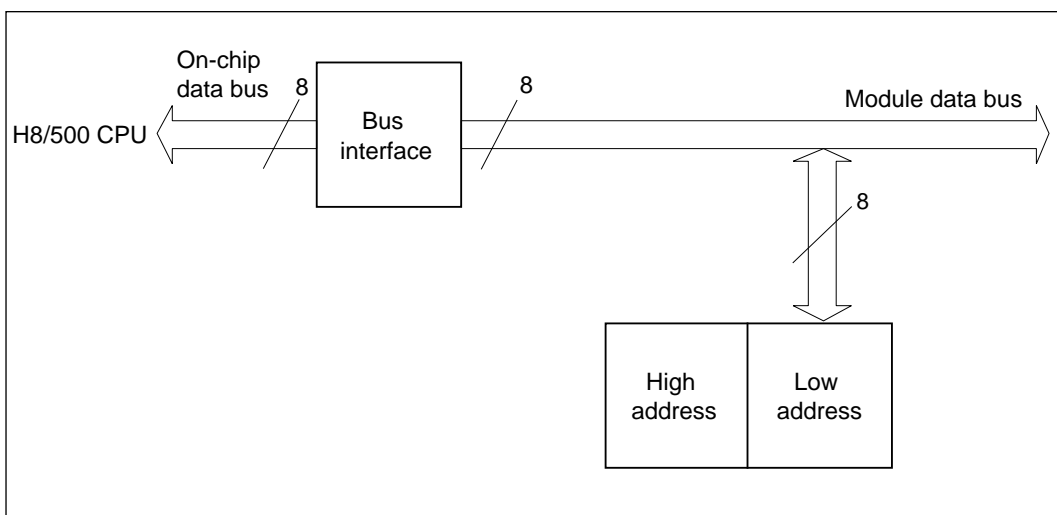 On-chip
data bus
8
8
Module data bus
H8/500 CPU
Bus
interface
8
High
address
Low
address